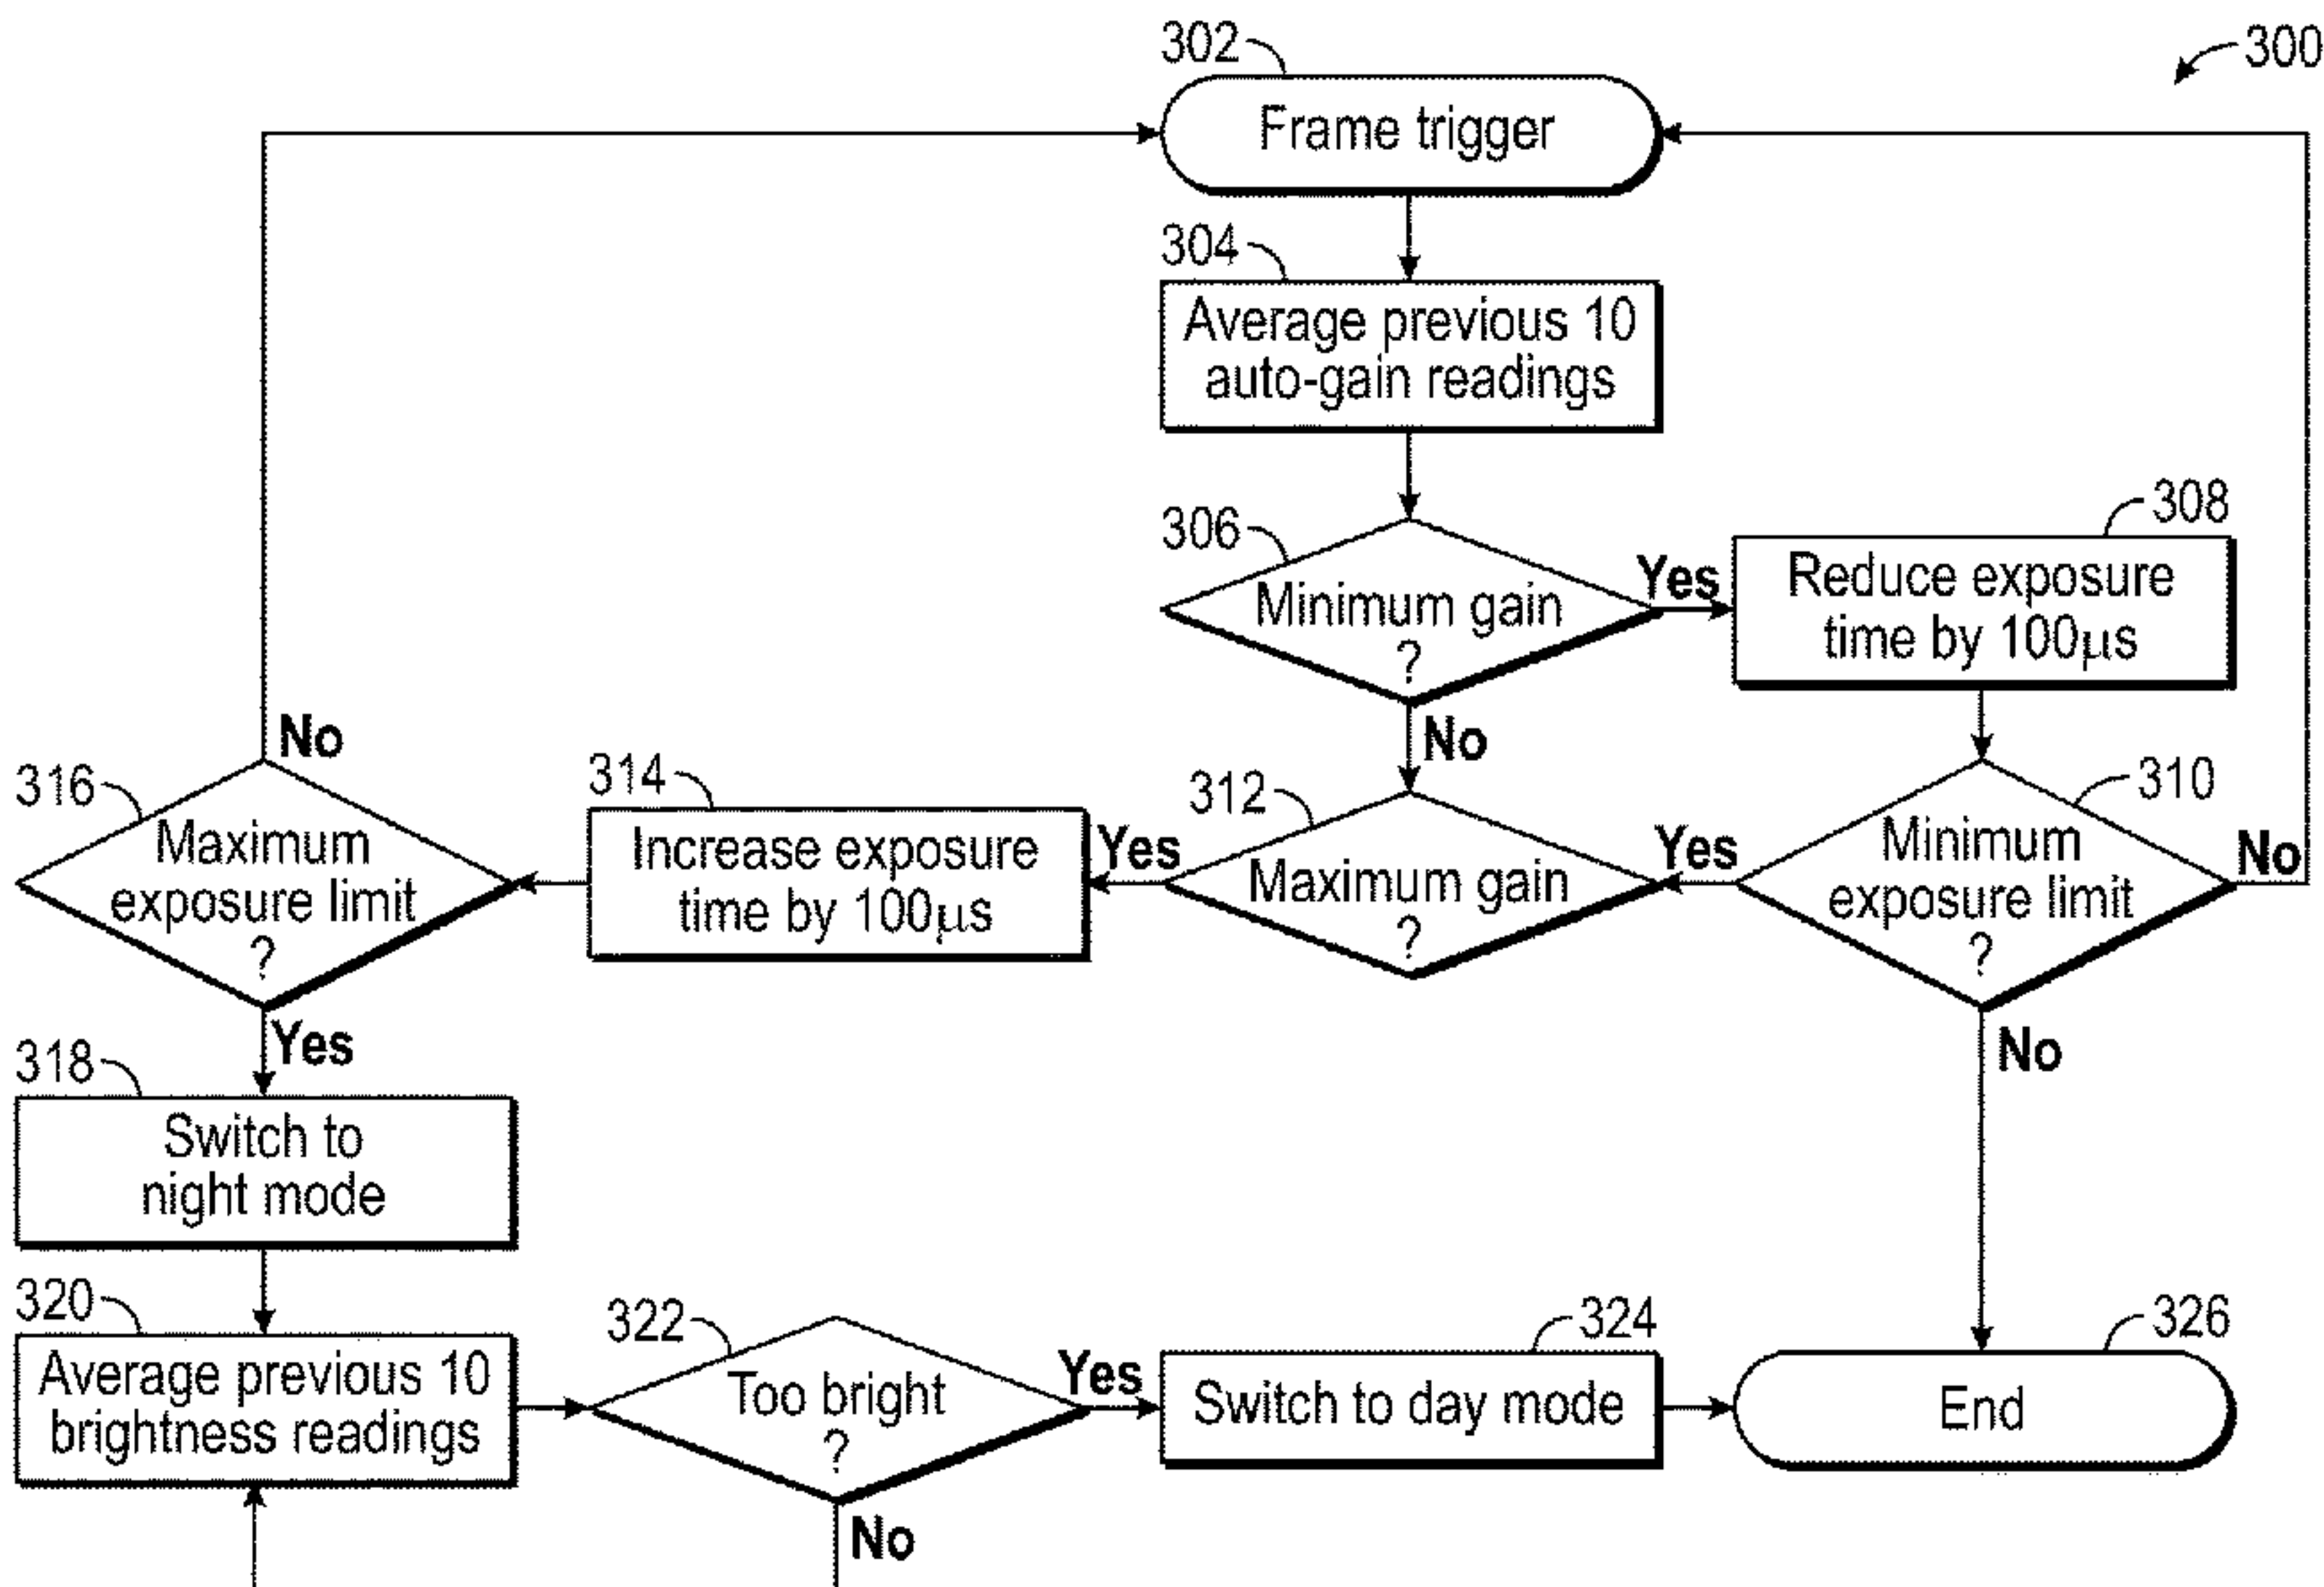 302
300
Frame trigger
304
Average previous 10
auto-gain readings
306
Minimum gain
?
Yes
308
Reduce exposure
time by 100μs
No
No
316
Maximum
exposure limit
?
314
Increase exposure
time by 100μs
Yes
312
Maximum gain
?
Yes
310
Minimum
exposure limit
?
No
Yes
No
318
Switch to
night mode
320
Average previous 10
brightness readings
322
Too bright
?
Yes
324
Switch to day mode
326
End
No